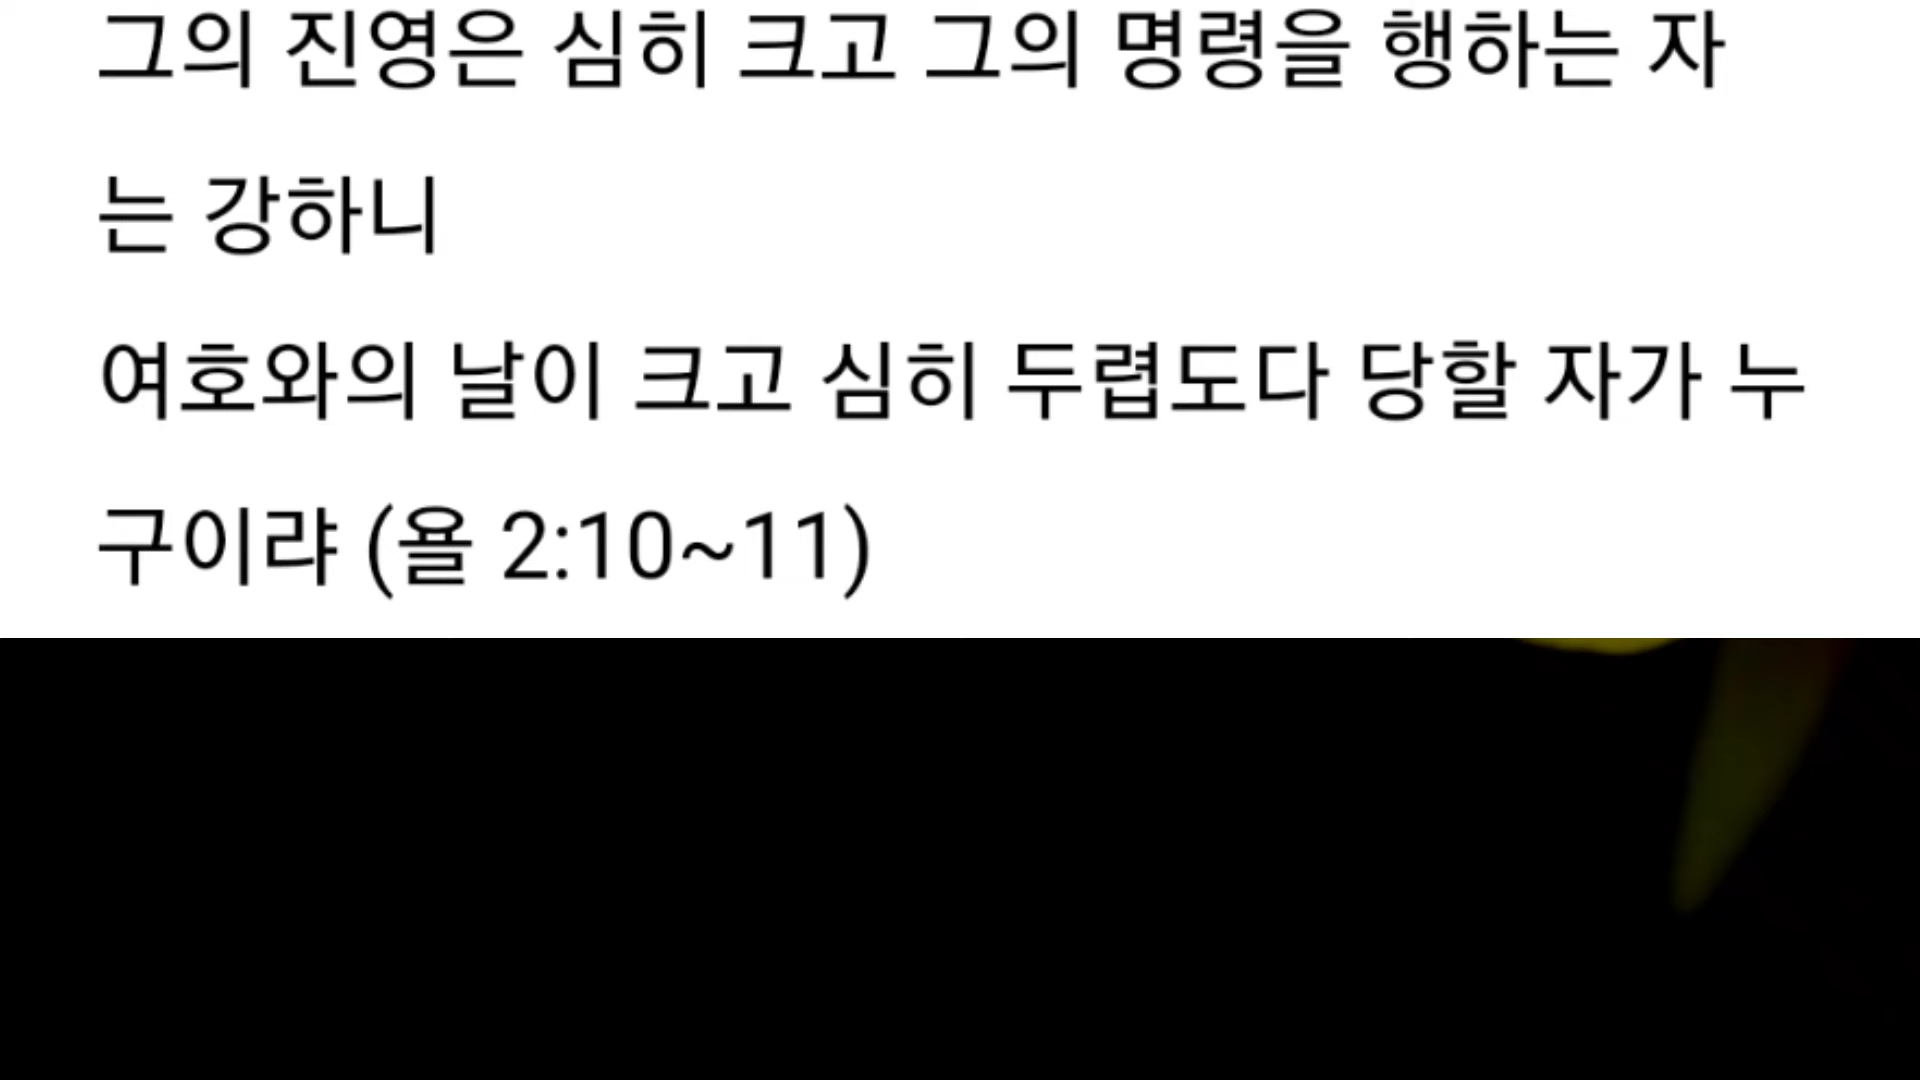 그의 진영은 심히 크고 그의 명령을 행하는 자
는 강하니
여호와의 날이 크고 심히 두렵도다 당할 자가 누
구이랴 (욜 2:10~11)